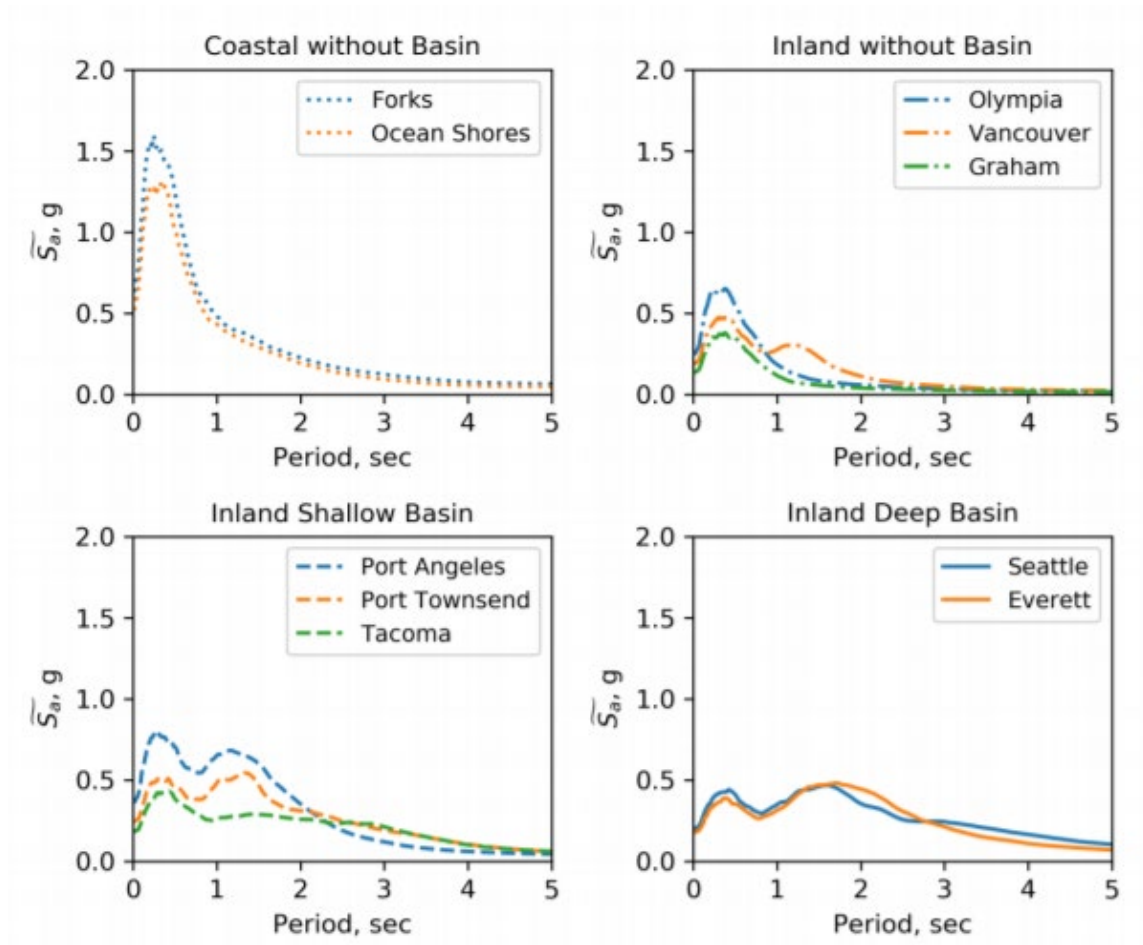 Coastal without Basin
2.0
1.5
1.0
0.5
0.0
S̃a, g
Forks
Ocean Shores
0 1 2 3 4 5
Period, sec
Inland without Basin
2.0
1.5
1.0
0.5
0.0
S̃a, g
Olympia
Vancouver
Graham
0 1 2 3 4 5
Period, sec
Inland Shallow Basin
2.0
1.5
1.0
0.5
0.0
S̃a, g
Port Angeles
Port Townsend
Tacoma
0 1 2 3 4 5
Period, sec
Inland Deep Basin
2.0
1.5
1.0
0.5
0.0
S̃a, g
Seattle
Everett
0 1 2 3 4 5
Period, sec